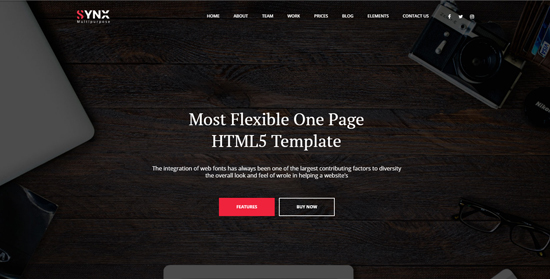 SYNX
Multipurpose
HOME ABOUT TEAM WORK PRICES BLOG ELEMENTS CONTACT US
Most Flexible One Page
HTML5 Template
The integration of web fonts has always been one of the largest contributing factors to diversity
the overall look and feel of wrole in helping a website's
FEATURES BUY NOW
Nikon